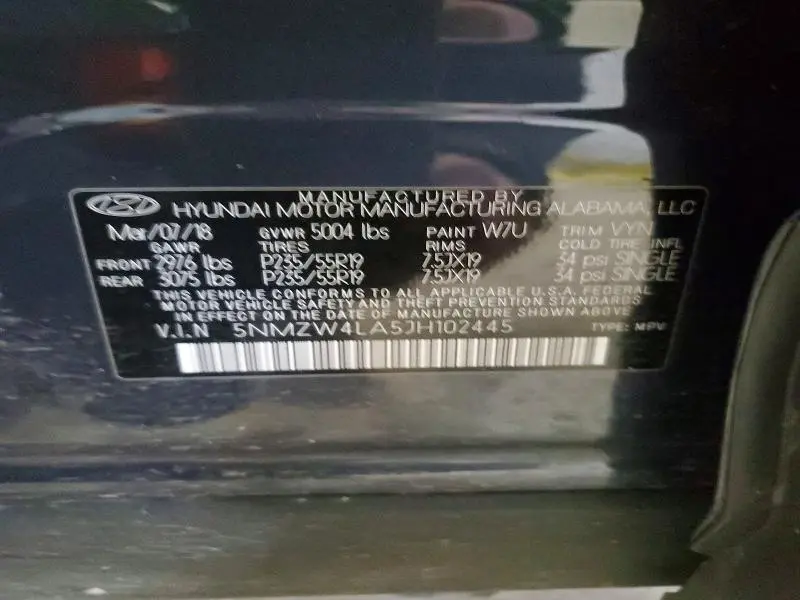 MANUFACTURED BY
HYUNDAI MOTOR MANUFACTURING ALABAMA, LLC
Mar/07/18 GVWR 5004 lbs PAINT W7U TRIM VYN
GAWR TIRES RIMS COLD TIRE INFL
FRONT 2976 lbs P235/55R19 7.5JX19 34 psi SINGLE
REAR 3075 lbs P235/55R19 7.5JX19 34 psi SINGLE
THIS VEHICLE CONFORMS TO ALL APPLICABLE U.S.A. FEDERAL
MOTOR VEHICLE SAFETY AND THEFT PREVENTION STANDARDS
IN EFFECT ON THE DATE OF MANUFACTURE SHOWN ABOVE
V.I.N 5NMZW4LA5JH102445 TYPE: MPV